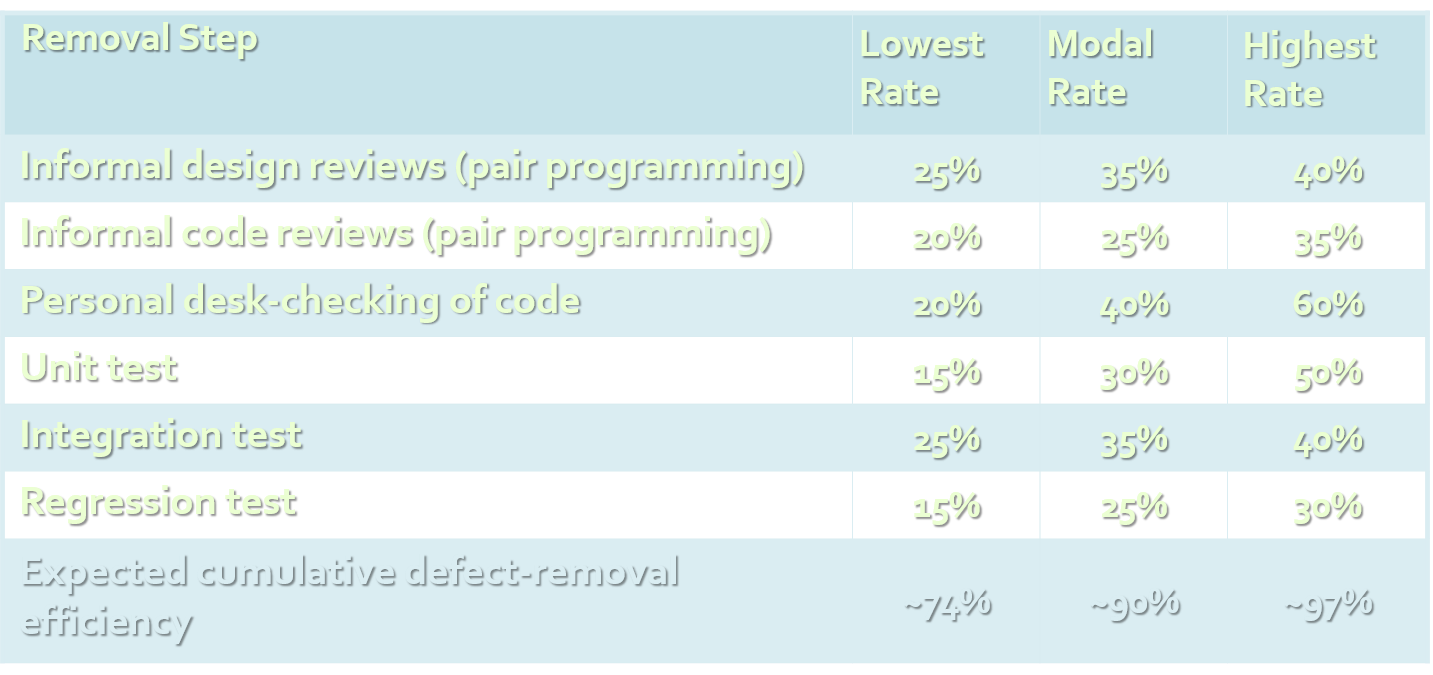 Removal Step Lowest Rate Modal Rate Highest Rate
Informal design reviews (pair programming) 25% 35% 40%
Informal code reviews (pair programming) 20% 25% 35%
Personal desk-checking of code 20% 40% 60%
Unit test 15% 30% 50%
Integration test 25% 35% 40%
Regression test 15% 25% 30%
Expected cumulative defect-removal efficiency ~74% ~90% ~97%